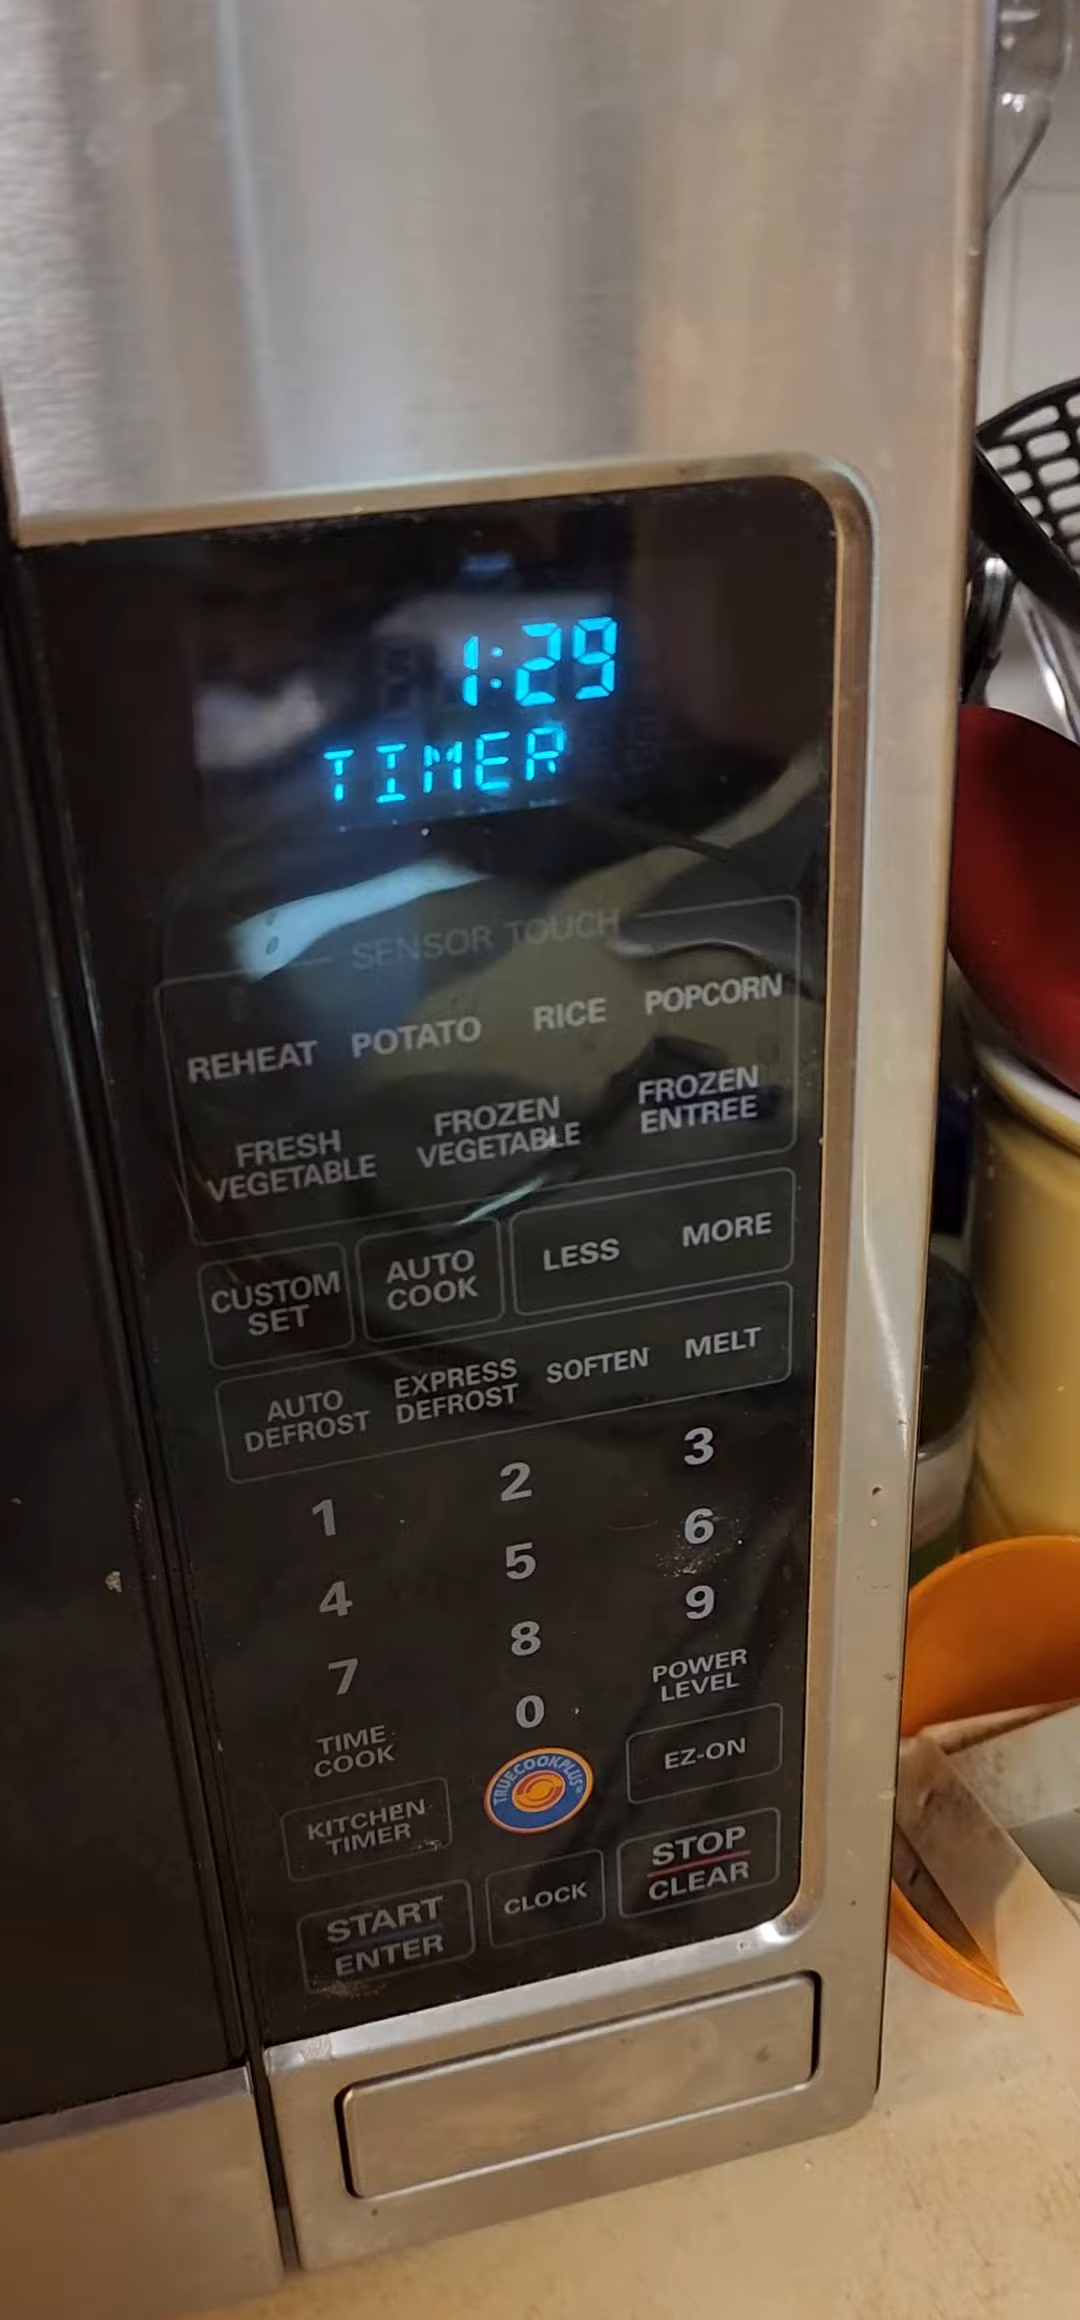 1:29
TIMER
SENSOR TOUCH
REHEAT POTATO RICE POPCORN
FRESH VEGETABLE
FROZEN VEGETABLE
FROZEN ENTREE
CUSTOM SET
AUTO COOK
LESS MORE
AUTO DEFROST
EXPRESS DEFROST
SOFTEN MELT
1 2 3
4 5 6
7 8 9
TIME COOK
0
POWER LEVEL
KITCHEN TIMER
TRUECOOKPLUS®
EZ-ON
START ENTER
CLOCK
STOP CLEAR